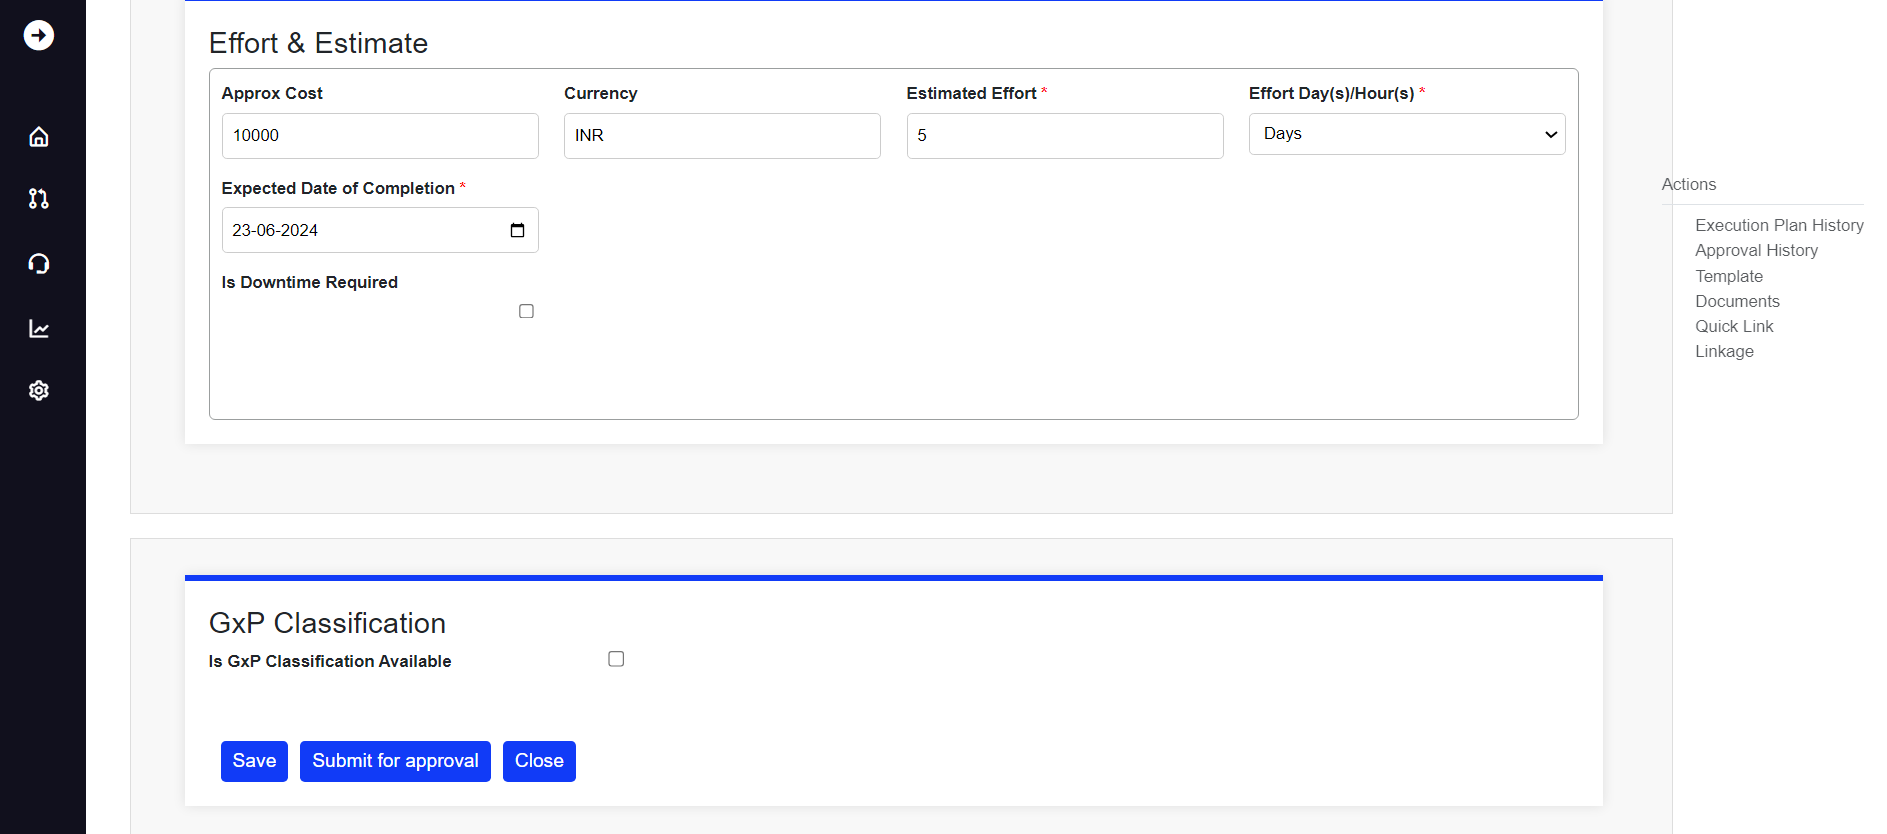 Effort & Estimate
Approx Cost
Currency
Estimated Effort *
Effort Day(s)/Hour(s) *
10000
INR
5
Days
Expected Date of Completion *
23-06-2024
Is Downtime Required
Actions
Execution Plan History
Approval History
Template
Documents
Quick Link
Linkage
GxP Classification
Is GxP Classification Available
Save
Submit for approval
Close